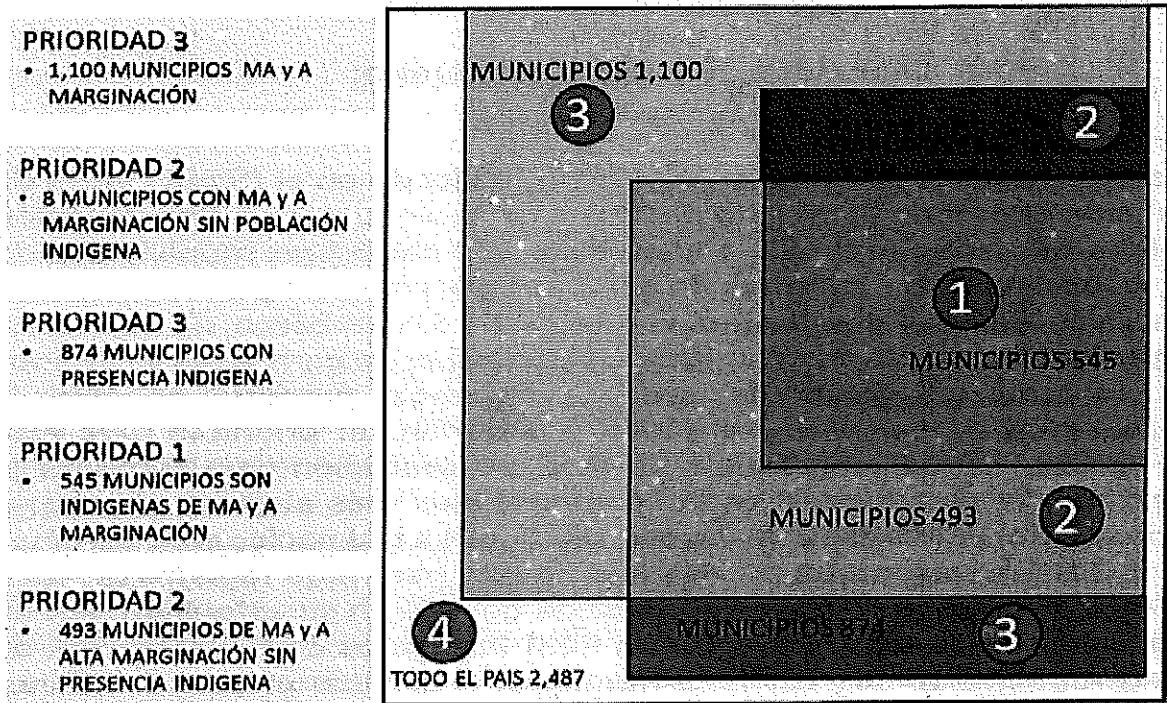 PRIORIDAD 3
• 1,100 MUNICIPIOS MA y A
MARGINACIÓN
PRIORIDAD 2
• 8 MUNICIPIOS CON MA y A
MARGINACIÓN SIN POBLACIÓN
INDIGENA
PRIORIDAD 3
• 874 MUNICIPIOS CON
PRESENCIA INDIGENA
PRIORIDAD 1
• 545 MUNICIPIOS SON
INDIGENAS DE MA y A
MARGINACIÓN
PRIORIDAD 2
• 493 MUNICIPIOS DE MA y A
ALTA MARGINACIÓN SIN
PRESENCIA INDIGENA
MUNICIPIOS 1,100
3
2
1
MUNICIPIOS 545
MUNICIPIOS 493
2
MUNICIPIOS 874
3
4
TODO EL PAIS 2,487